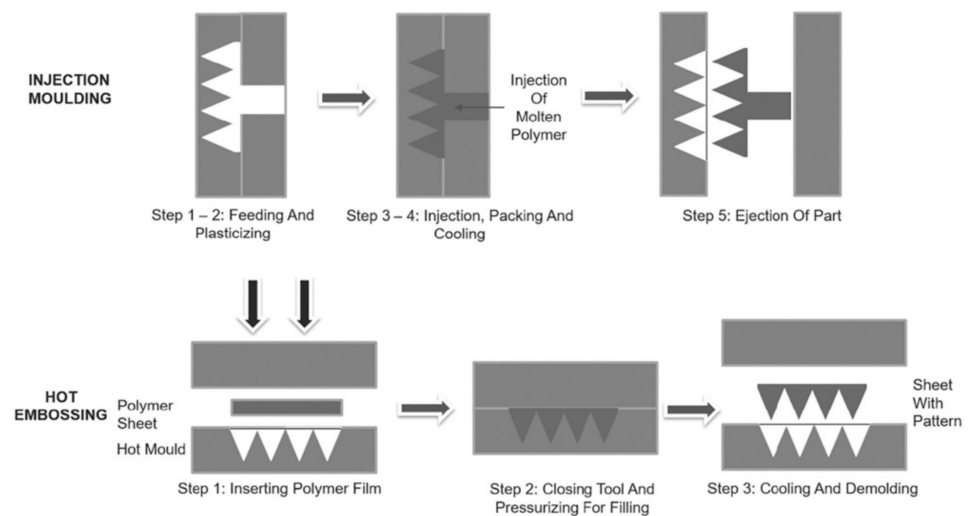 INJECTION
MOULDING
Injection
Of
Molten
Polymer
Step 1 – 2: Feeding And
Plasticizing
Step 3 – 4: Injection, Packing And
Cooling
Step 5: Ejection Of Part
HOT
EMBOSSING
Polymer
Sheet
Hot Mould
Sheet
With
Pattern
Step 1: Inserting Polymer Film
Step 2: Closing Tool And
Pressurizing For Filling
Step 3: Cooling And Demolding